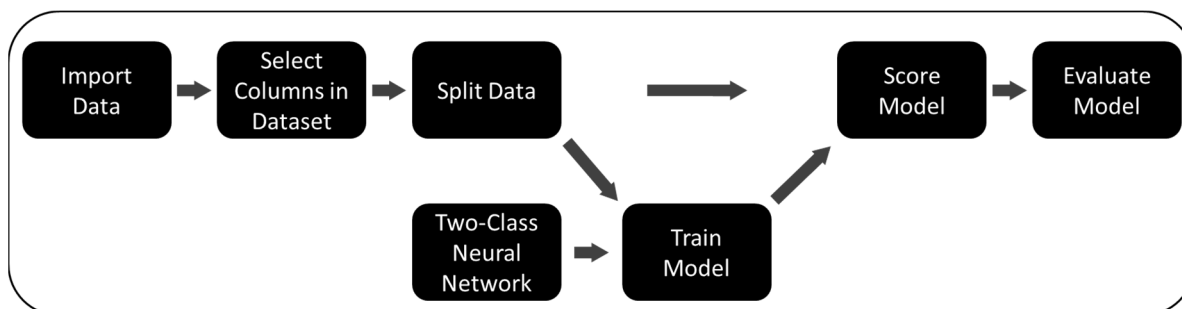 Import
Data
Select
Columns in
Dataset
Split Data
Score
Model
Evaluate
Model
Two-Class
Neural
Network
Train
Model